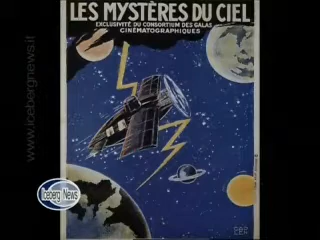 LES MYSTÈRES DU CIEL
EXCLUSIVITÉ DU CONSORTIUM DES GALAS
CINÉMATOGRAPHIQUES
www.icebergnews.it
Iceberg News